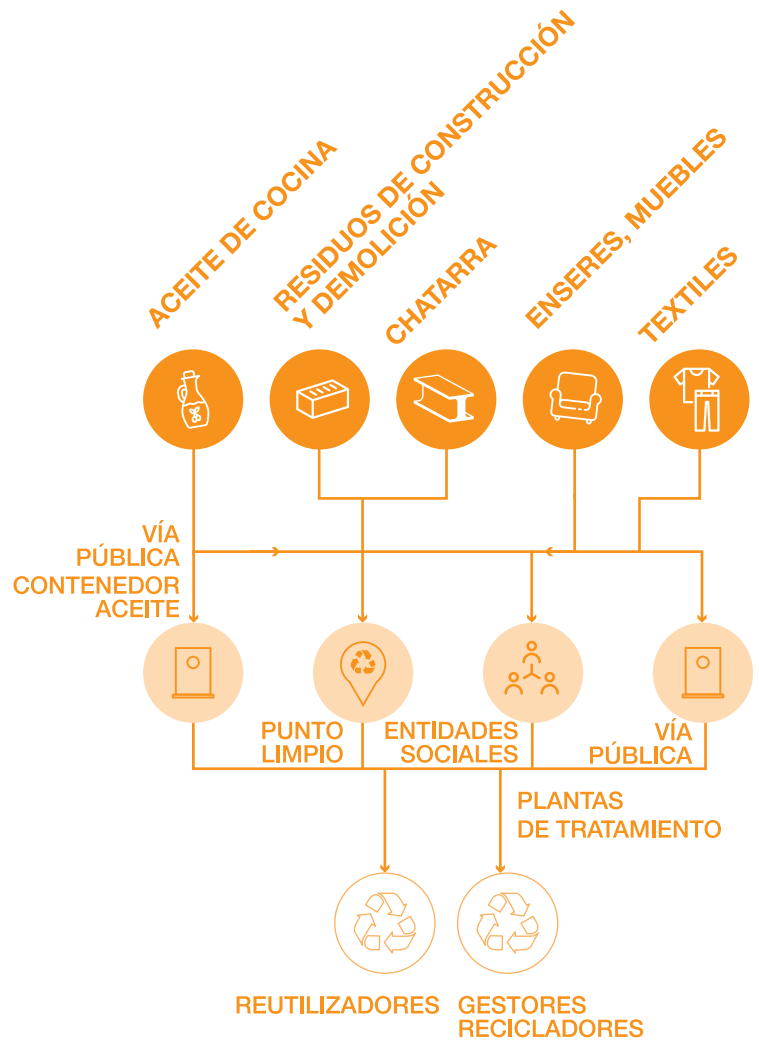 ACEITE DE COCINA
RESIDUOS DE CONSTRUCCIÓN
Y DEMOLICIÓN
CHATARRA
ENSERES, MUEBLES
TEXTILES
VÍA
PÚBLICA
CONTENEDOR
ACEITE
PUNTO
LIMPIO
ENTIDADES
SOCIALES
VÍA
PÚBLICA
PLANTAS
DE TRATAMIENTO
REUTILIZADORES
GESTORES
RECICLADORES